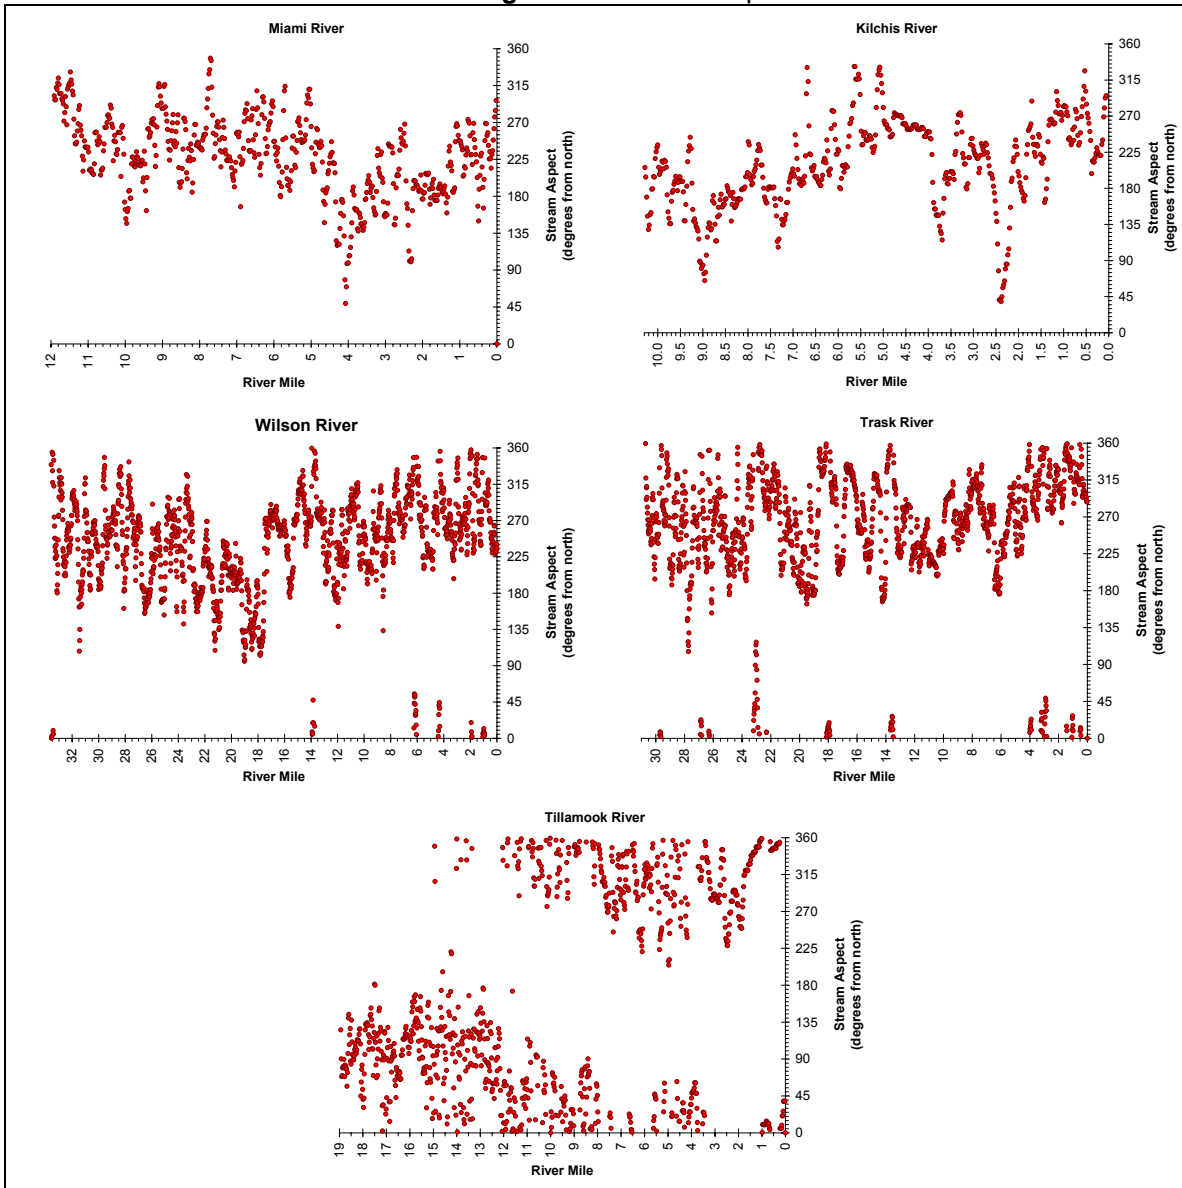 Miami River
360
315
270
225
180
135
90
45
0
Stream Aspect
(degrees from north)
12 11 10 9 8 7 6 5 4 3 2 1 0
River Mile
Kilchis River
360
315
270
225
180
135
90
45
0
Stream Aspect
(degrees from north)
10.0 9.5 9.0 8.5 8.0 7.5 7.0 6.5 6.0 5.5 5.0 4.5 4.0 3.5 3.0 2.5 2.0 1.5 1.0 0.5 0.0
River Mile
Wilson River
360
315
270
225
180
135
90
45
0
Stream Aspect
(degrees from north)
32 30 28 26 24 22 20 18 16 14 12 10 8 6 4 2 0
River Mile
Trask River
360
315
270
225
180
135
90
45
0
Stream Aspect
(degrees from north)
30 28 26 24 22 20 18 16 14 12 10 8 6 4 2 0
River Mile
Tillamook River
360
315
270
225
180
135
90
45
0
Stream Aspect
(degrees from north)
19 18 17 16 15 14 13 12 11 10 9 8 7 6 5 4 3 2 1 0
River Mile